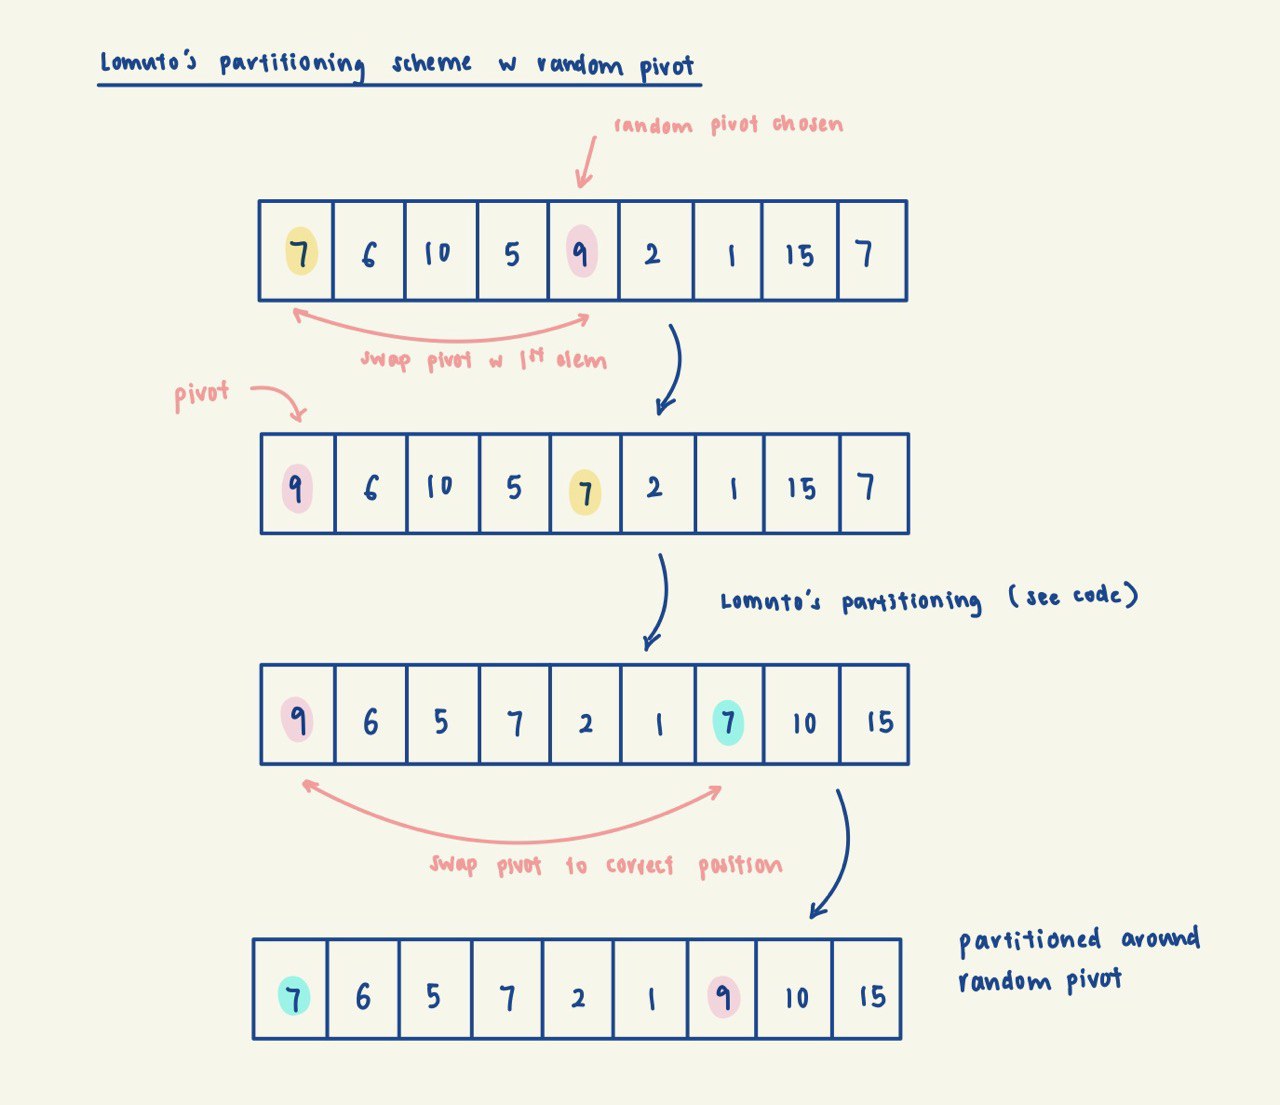 Lomuto's partitioning scheme w random pivot
random pivot chosen
7 6 10 5 9 2 1 15 7
swap pivot w 1st elem
pivot
9 6 10 5 7 2 1 15 7
Lomuto's partitioning (see code)
9 6 5 7 2 1 7 10 15
swap pivot to correct position
7 6 5 7 2 1 9 10 15
partitioned around
random pivot